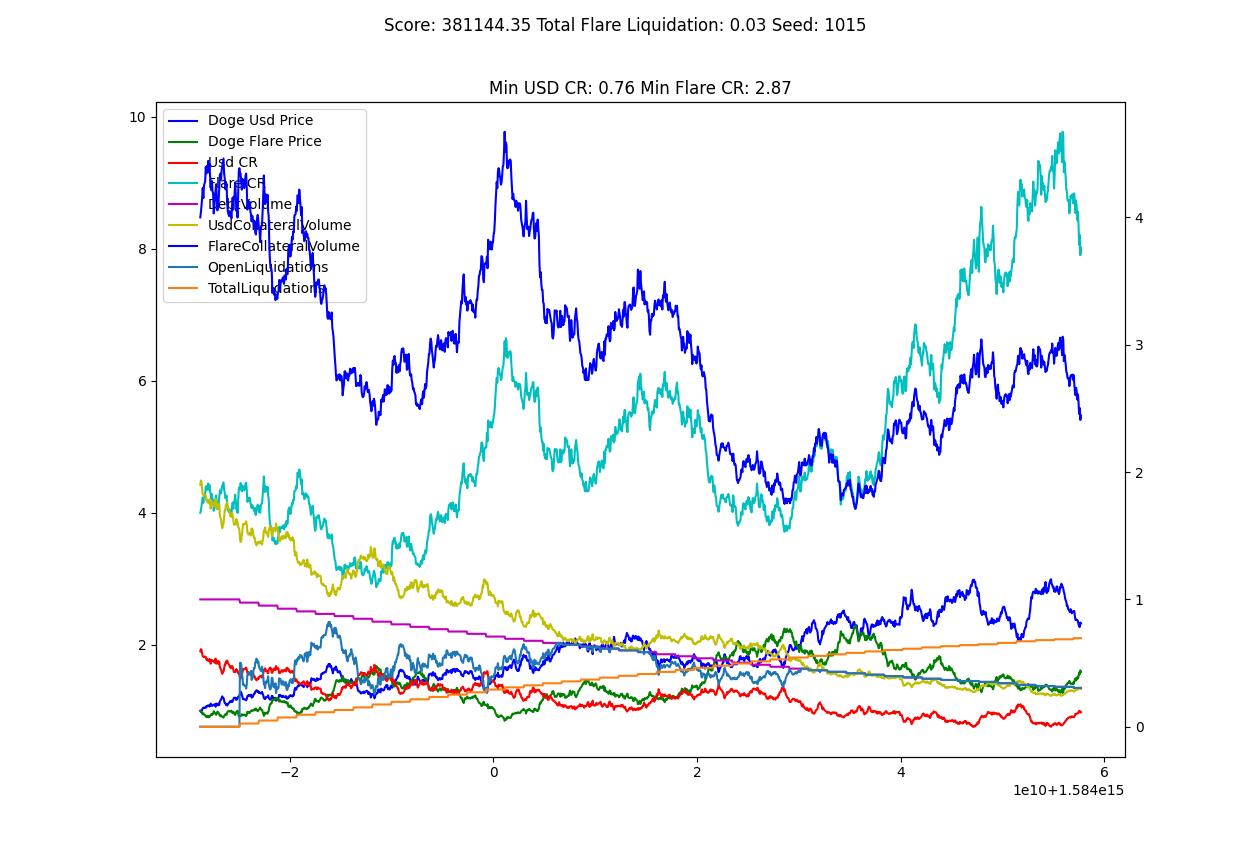 Score: 381144.35 Total Flare Liquidation: 0.03 Seed: 1015
Min USD CR: 0.76 Min Flare CR: 2.87
Doge Usd Price
Doge Flare Price
Usd CR
Flare CR
DebtVolume
UsdCollateralVolume
FlareCollateralVolume
OpenLiquidations
TotalLiquidations
10
8
6
4
2
4
3
2
1
0
−2
0
2
4
6
1e10+1.584e15